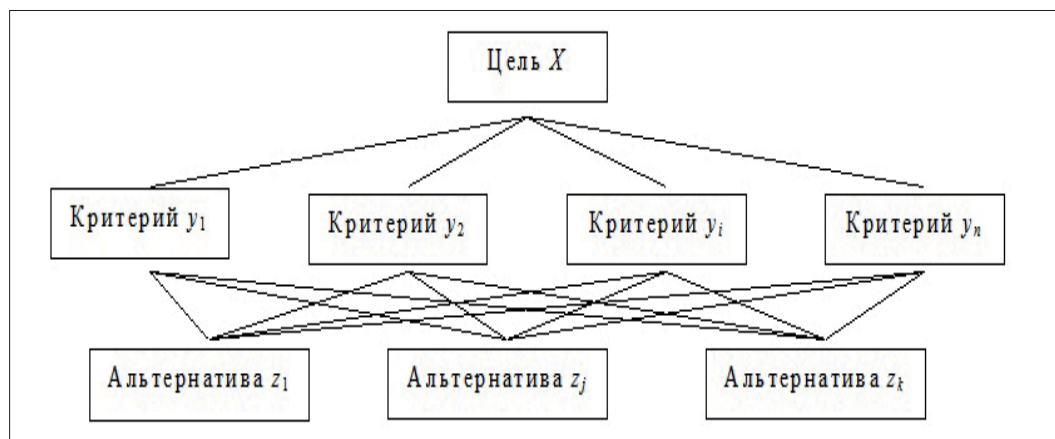 Цель X
Критерий y1
Критерий y2
Критерий yi
Критерий yn
Альтернатива z1
Альтернатива zj
Альтернатива zk